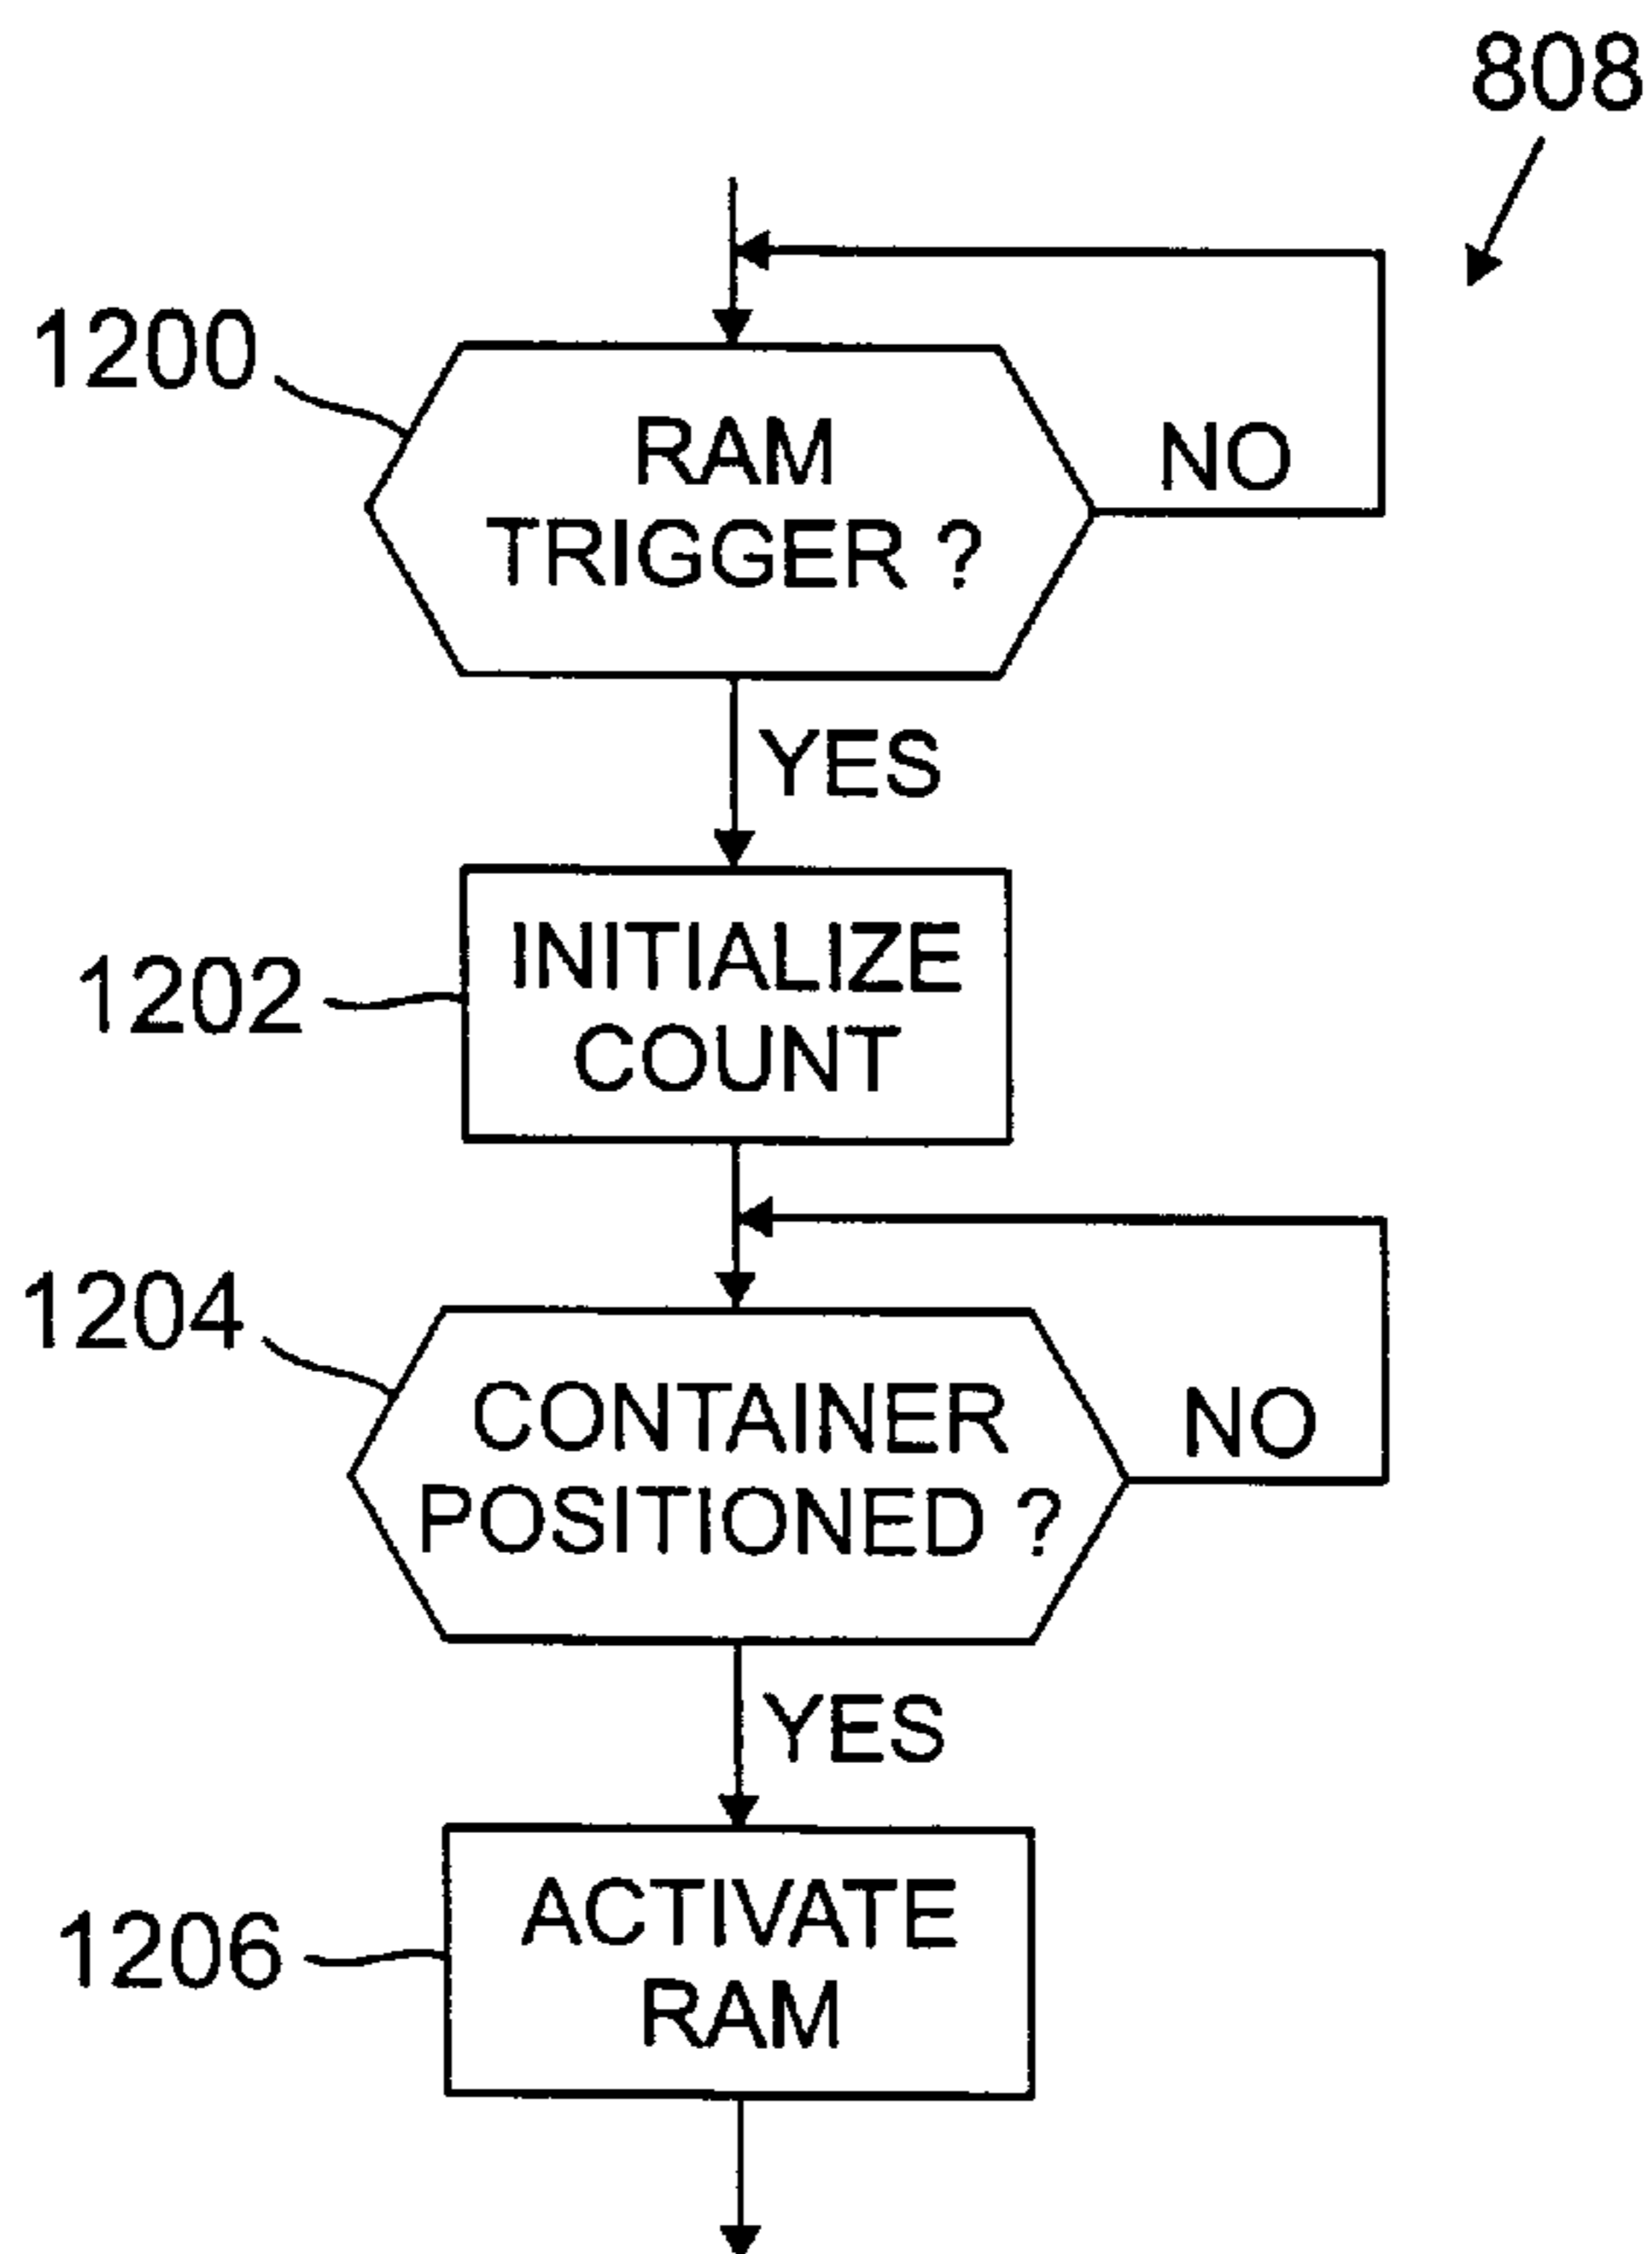 808
1200
RAM
TRIGGER ?
NO
YES
1202
INITIALIZE
COUNT
1204
CONTAINER
POSITIONED ?
NO
YES
1206
ACTIVATE
RAM